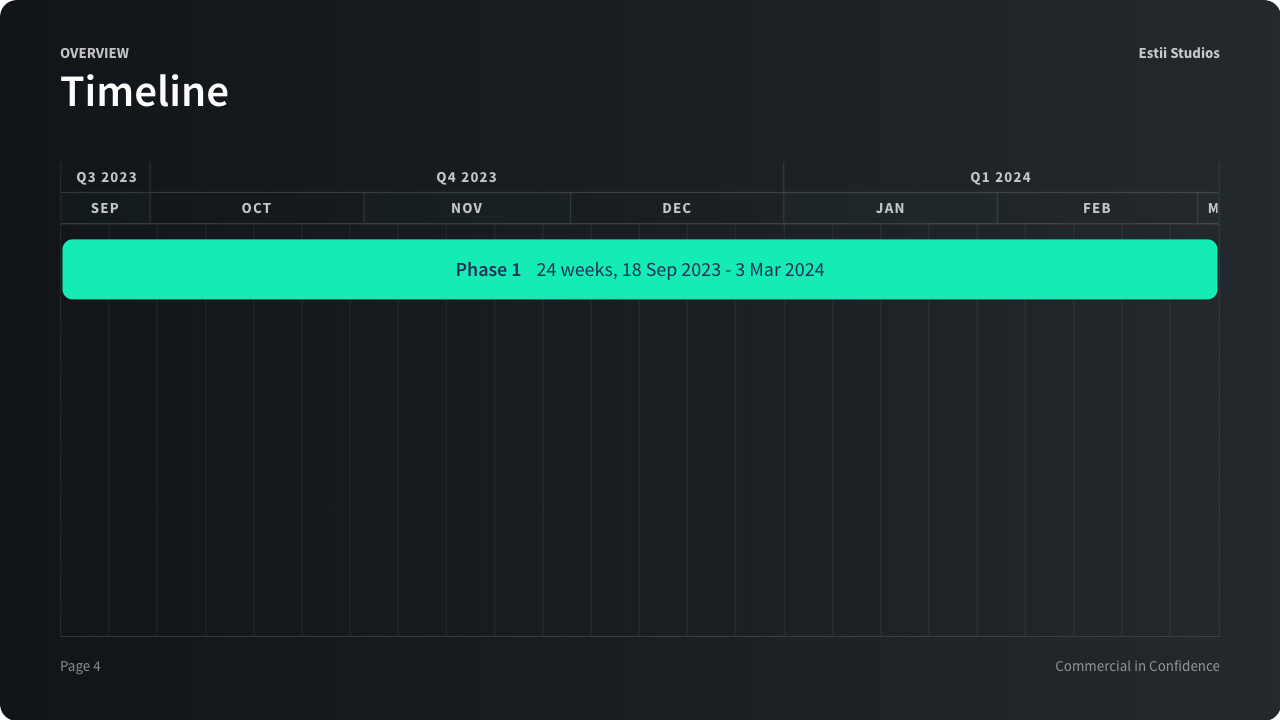 OVERVIEW
Estii Studios
Timeline
Q3 2023 Q4 2023 Q1 2024
SEP OCT NOV DEC JAN FEB M
Phase 1 24 weeks, 18 Sep 2023 - 3 Mar 2024
Page 4
Commercial in Confidence